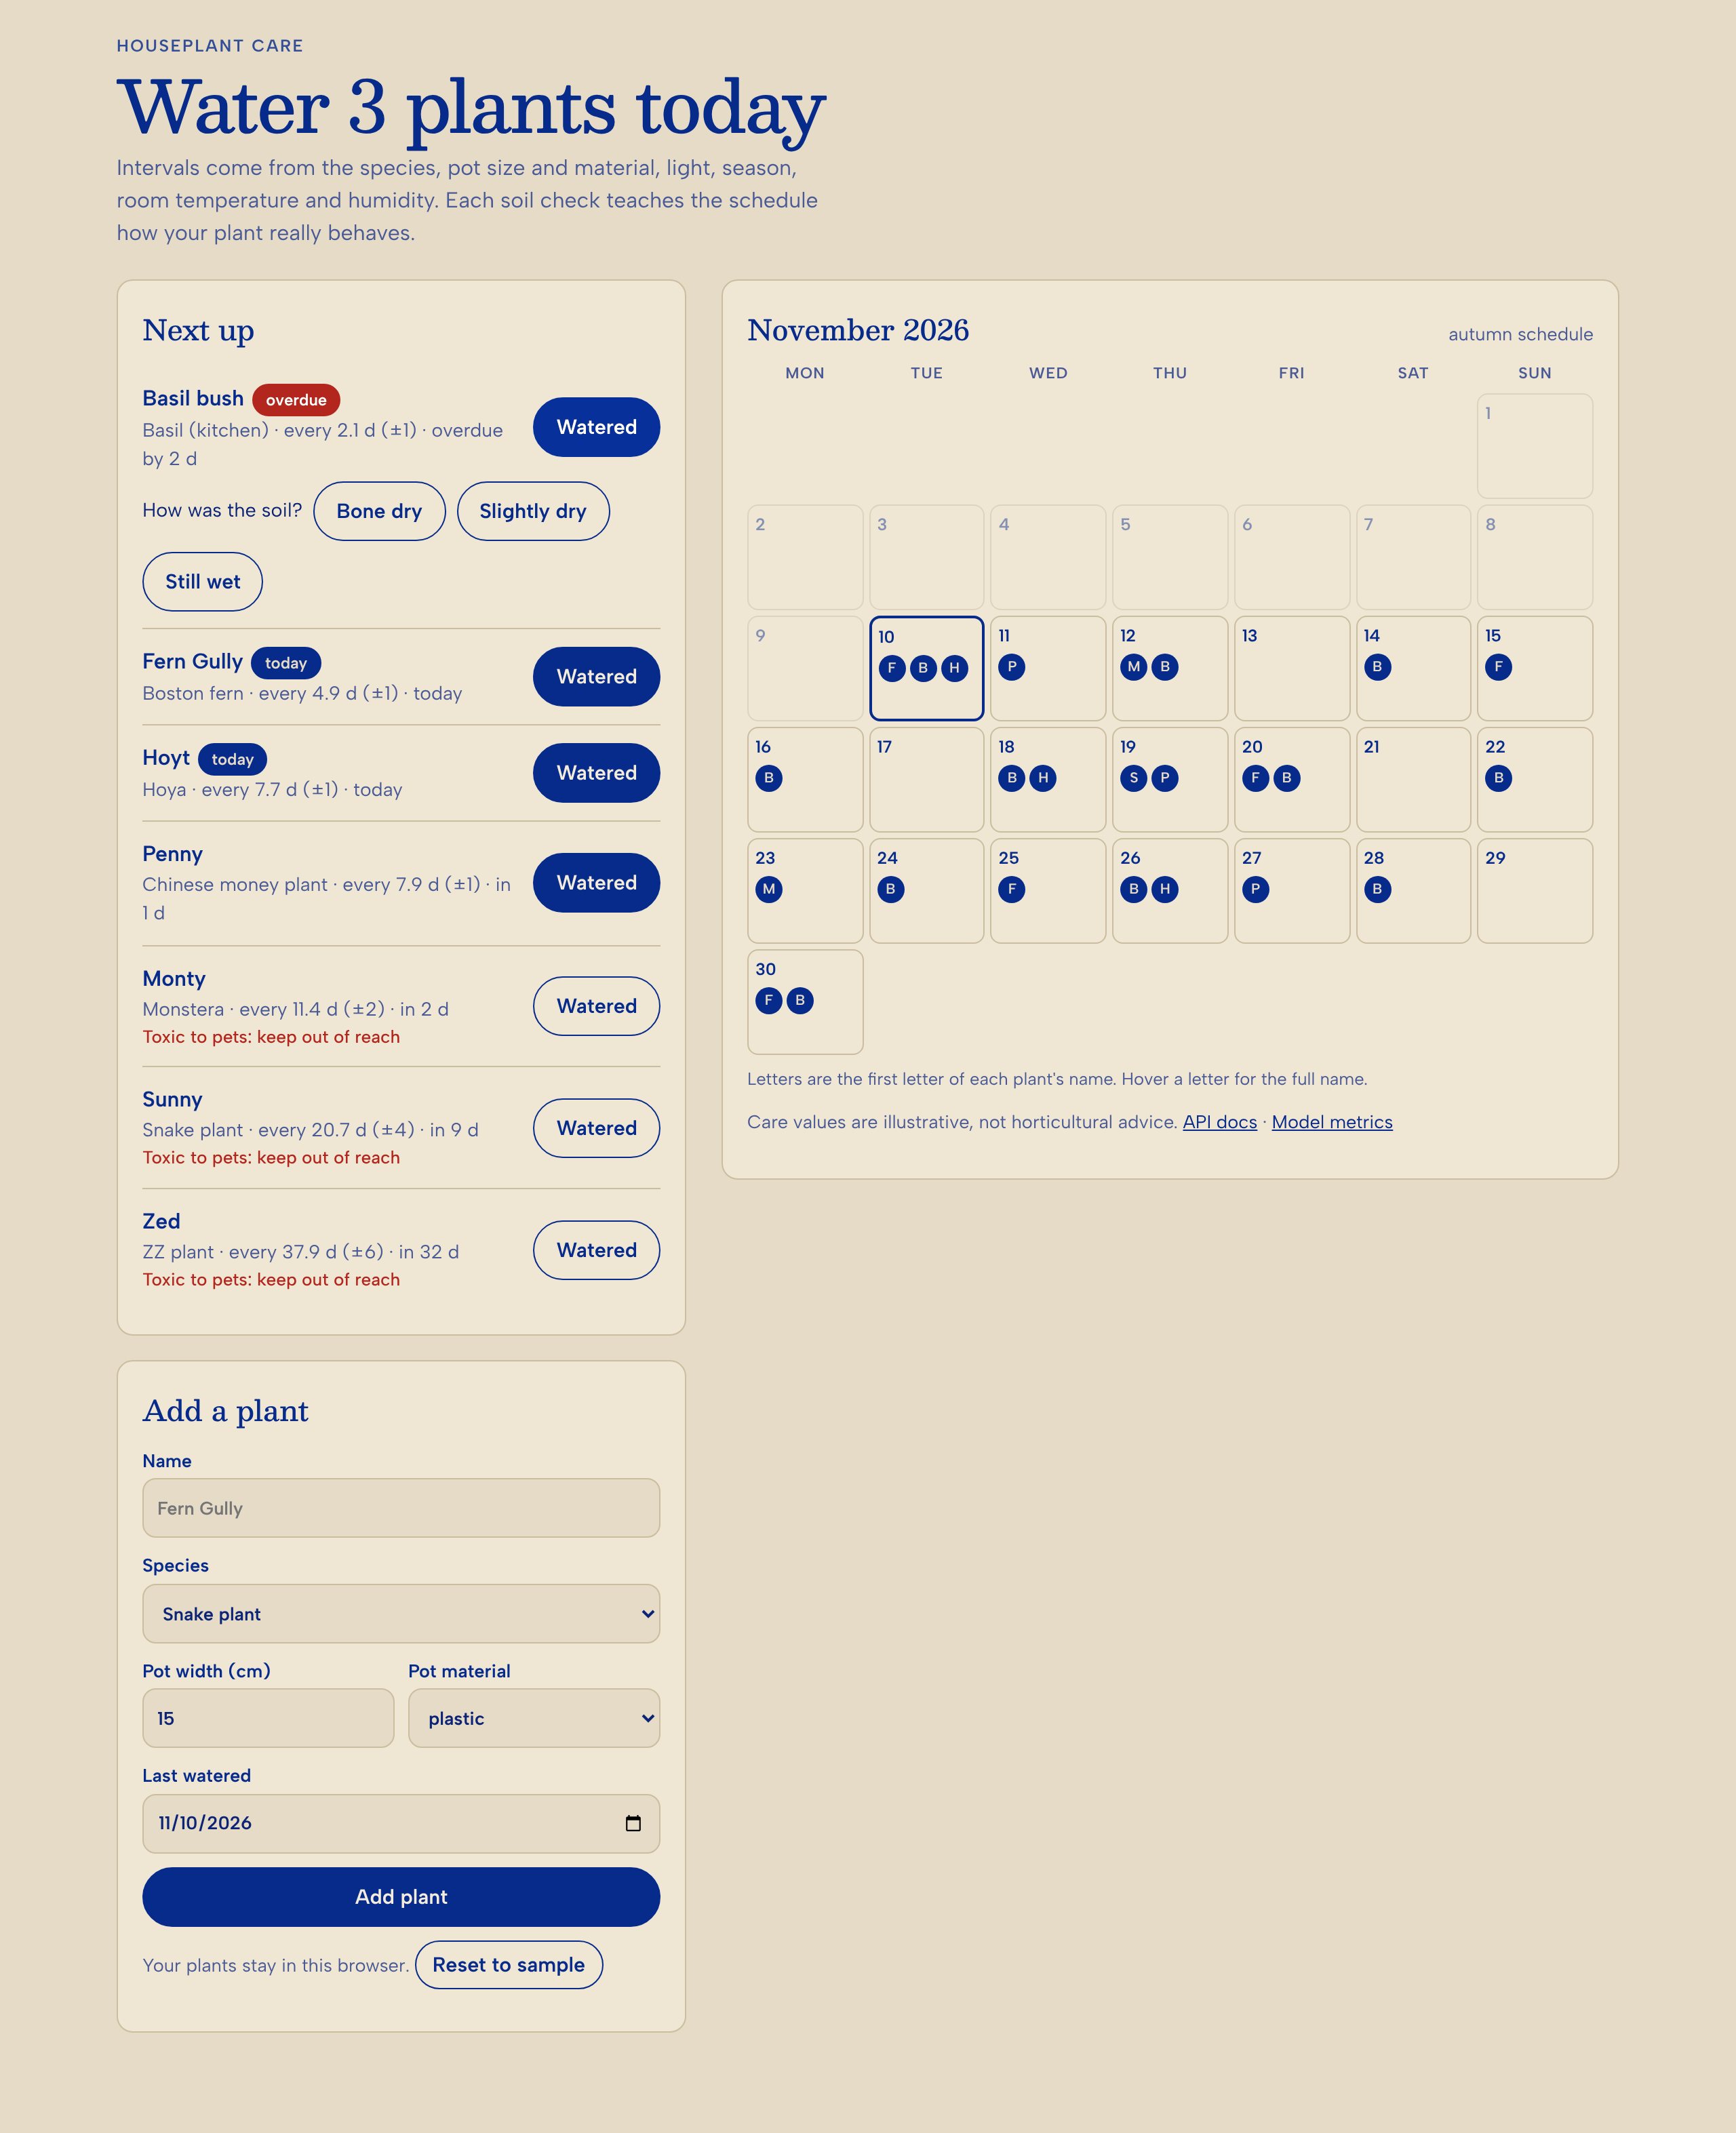 HOUSEPLANT CARE
Water 3 plants today
Intervals come from the species, pot size and material, light, season,
room temperature and humidity. Each soil check teaches the schedule
how your plant really behaves.
Next up
Basil bush overdue
Basil (kitchen) · every 2.1 d (±1) · overdue
by 2 d
Watered
How was the soil? Bone dry Slightly dry
Still wet
Fern Gully today
Boston fern · every 4.9 d (±1) · today
Watered
Hoyt today
Hoya · every 7.7 d (±1) · today
Watered
Penny
Chinese money plant · every 7.9 d (±1) · in
1 d
Watered
Monty
Monstera · every 11.4 d (±2) · in 2 d
Toxic to pets: keep out of reach
Watered
Sunny
Snake plant · every 20.7 d (±4) · in 9 d
Toxic to pets: keep out of reach
Watered
Zed
ZZ plant · every 37.9 d (±6) · in 32 d
Toxic to pets: keep out of reach
Watered
Add a plant
Name
Fern Gully
Species
Snake plant
Pot width (cm) Pot material
15 plastic
Last watered
11/10/2026
Add plant
Your plants stay in this browser. Reset to sample
November 2026 autumn schedule
MON TUE WED THU FRI SAT SUN
1
2 3 4 5 6 7 8
9 10 11 12 13 14 15
F B H P M B B F
16 17 18 19 20 21 22
B B H S P F B B
23 24 25 26 27 28 29
M B F B H P B
30
F B
Letters are the first letter of each plant's name. Hover a letter for the full name.
Care values are illustrative, not horticultural advice. API docs · Model metrics